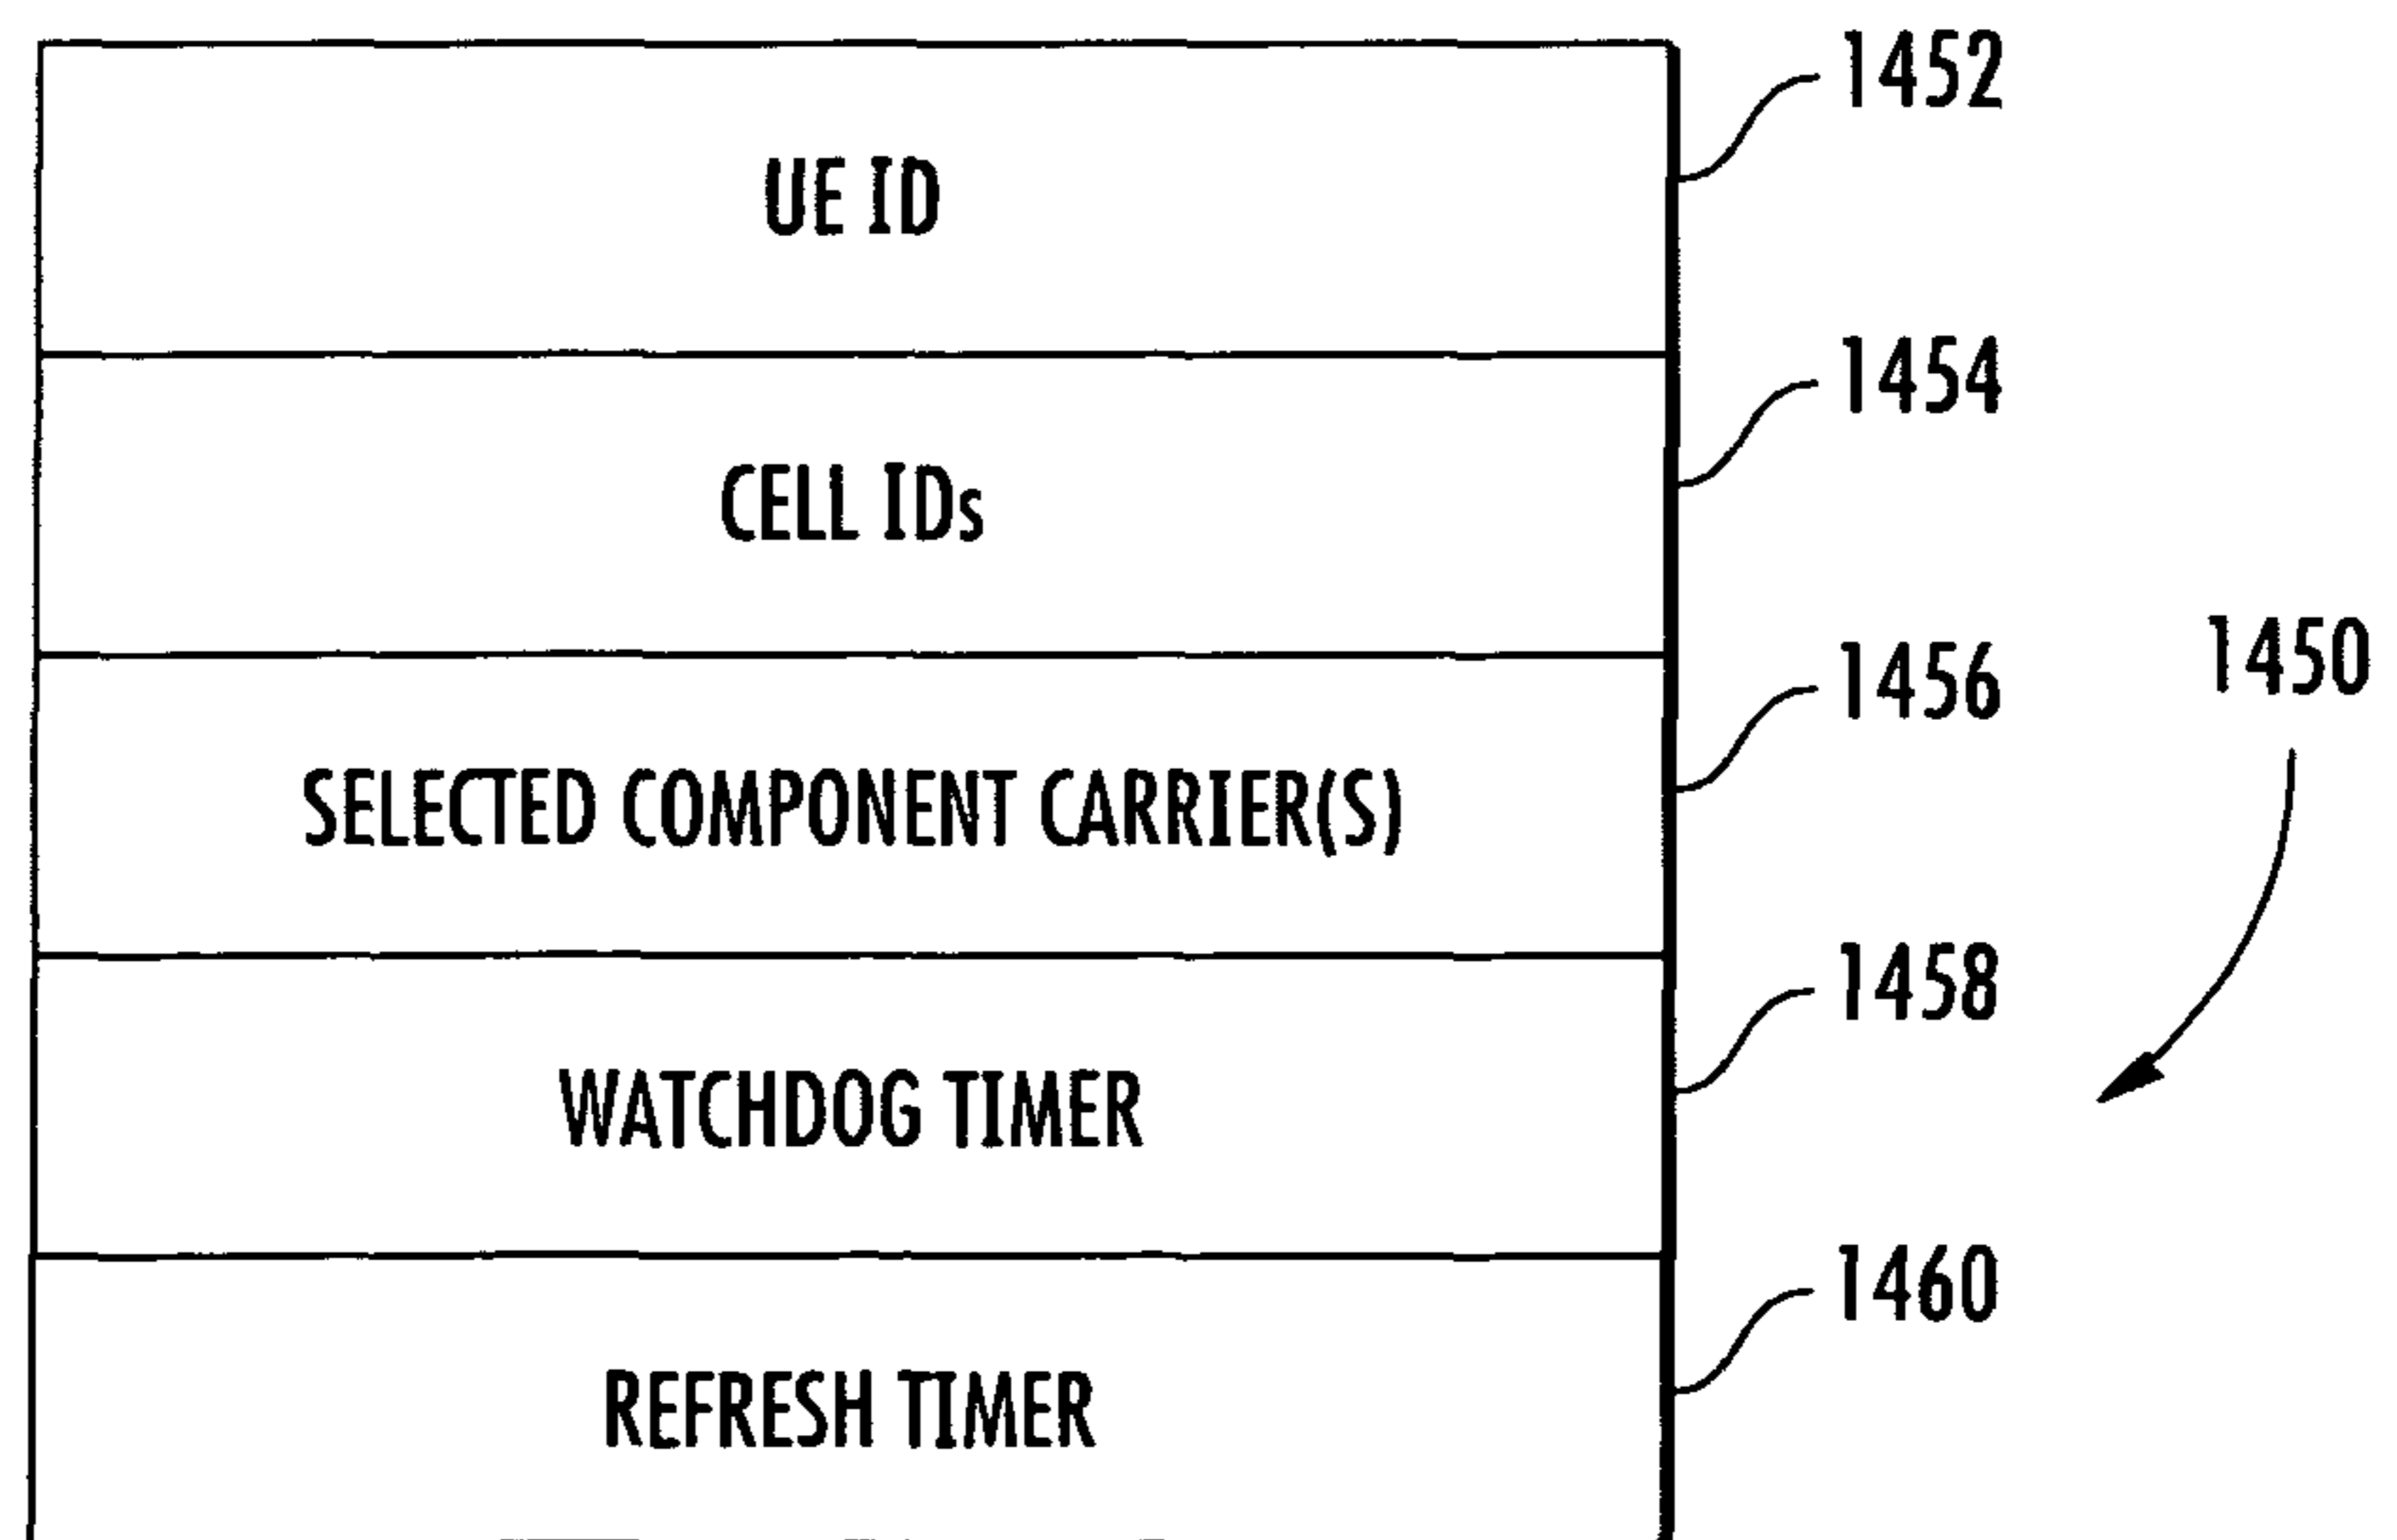 1452
UE ID
1454
CELL IDs
1456
1450
SELECTED COMPONENT CARRIER(S)
1458
WATCHDOG TIMER
1460
REFRESH TIMER